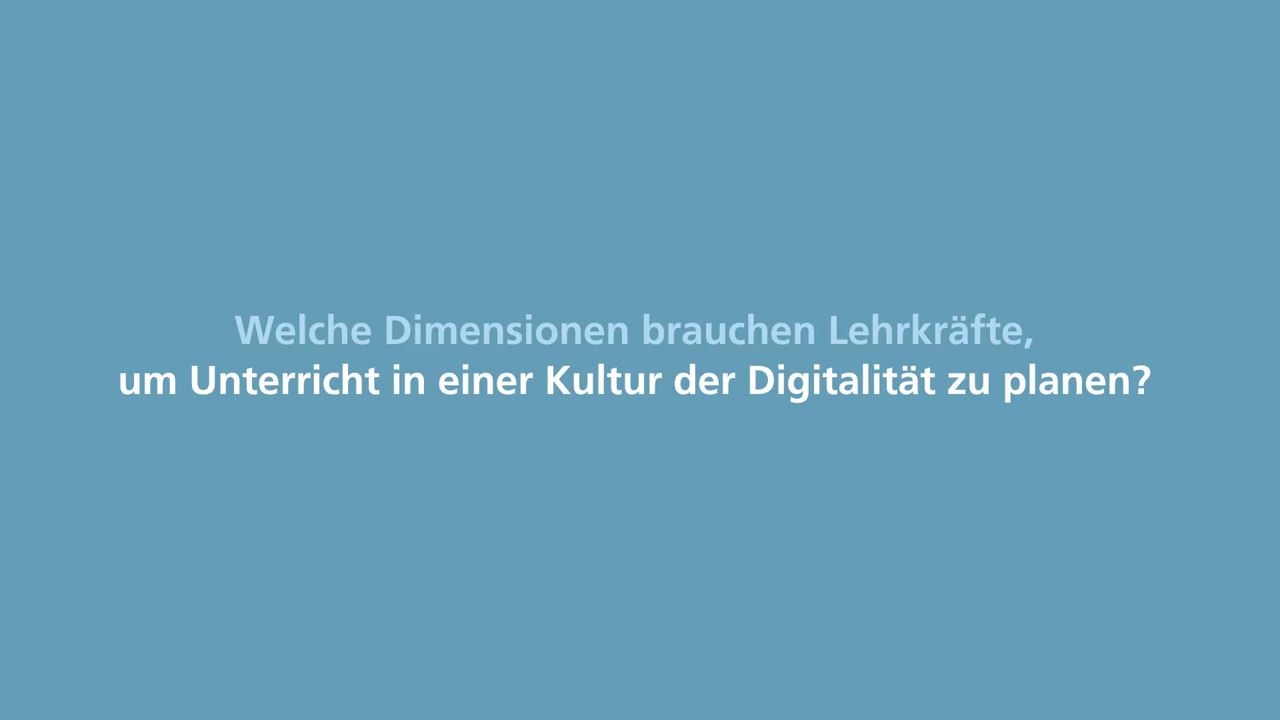 Welche Dimensionen brauchen Lehrkräfte,
um Unterricht in einer Kultur der Digitalität zu planen?